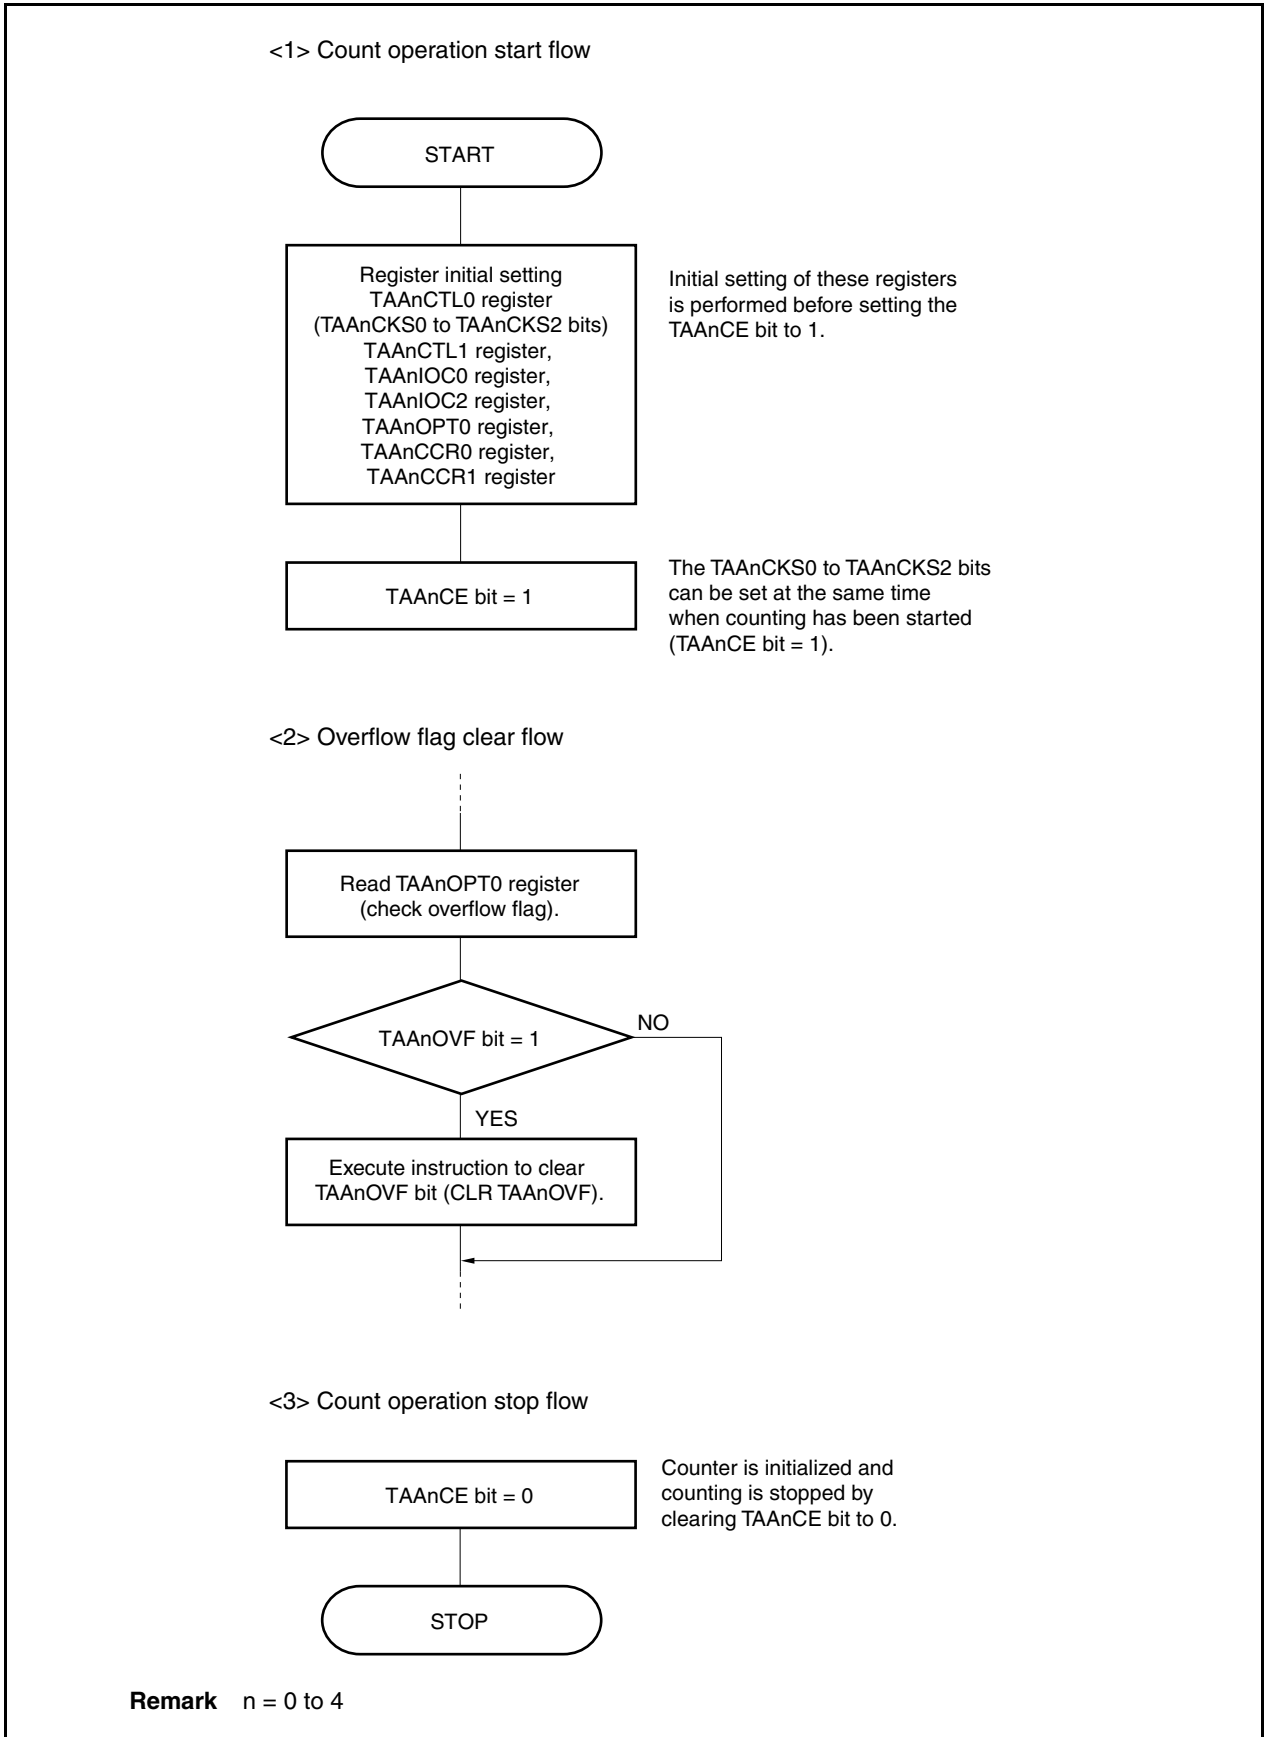 <1> Count operation start flow
START
Register initial setting
TAAnCTL0 register
(TAAnCKS0 to TAAnCKS2 bits)
TAAnCTL1 register,
TAAnIOC0 register,
TAAnIOC2 register,
TAAnOPT0 register,
TAAnCCR0 register,
TAAnCCR1 register
Initial setting of these registers
is performed before setting the
TAAnCE bit to 1.
TAAnCE bit = 1
The TAAnCKS0 to TAAnCKS2 bits
can be set at the same time
when counting has been started
(TAAnCE bit = 1).
<2> Overflow flag clear flow
Read TAAnOPT0 register
(check overflow flag).
TAAnOVF bit = 1
NO
YES
Execute instruction to clear
TAAnOVF bit (CLR TAAnOVF).
<3> Count operation stop flow
TAAnCE bit = 0
Counter is initialized and
counting is stopped by
clearing TAAnCE bit to 0.
STOP
Remark n = 0 to 4